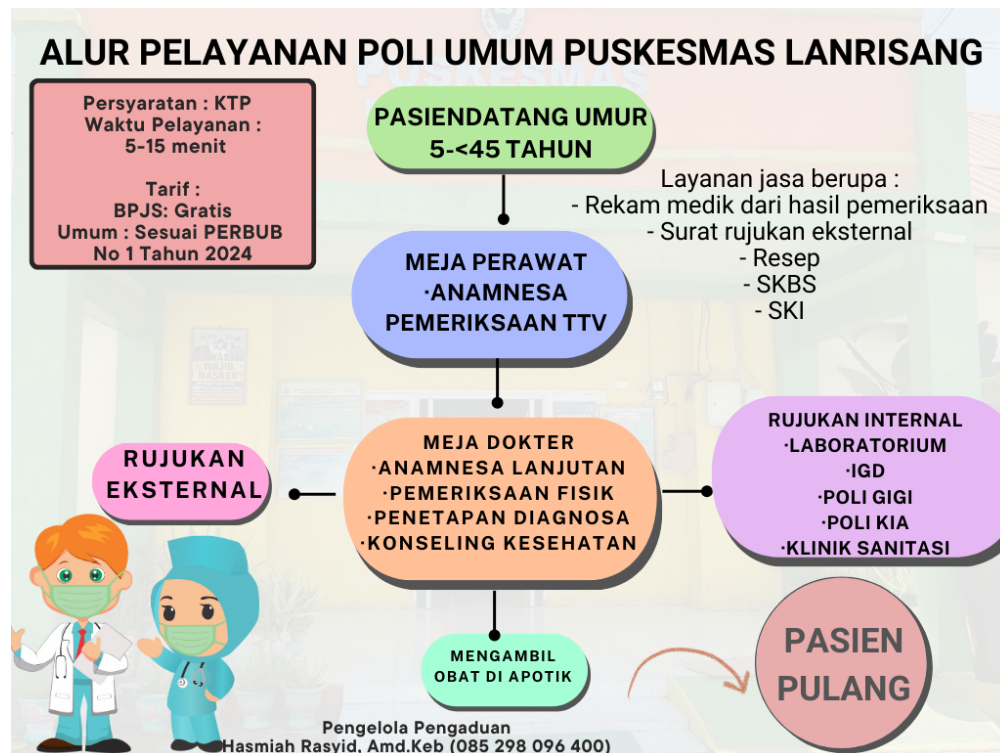 ALUR PELAYANAN POLI UMUM PUSKESMAS LANRISANG
Persyaratan : KTP
Waktu Pelayanan :
5-15 menit
Tarif :
BPJS: Gratis
Umum : Sesuai PERBUB
No 1 Tahun 2024
PASIENDATANG UMUR
5-<45 TAHUN
Layanan jasa berupa :
- Rekam medik dari hasil pemeriksaan
- Surat rujukan eksternal
- Resep
- SKBS
- SKI
MEJA PERAWAT
·ANAMNESA
PEMERIKSAAN TTV
MEJA DOKTER
·ANAMNESA LANJUTAN
·PEMERIKSAAN FISIK
·PENETAPAN DIAGNOSA
·KONSELING KESEHATAN
RUJUKAN
EKSTERNAL
RUJUKAN INTERNAL
·LABORATORIUM
·IGD
·POLI GIGI
·POLI KIA
·KLINIK SANITASI
MENGAMBIL
OBAT DI APOTIK
PASIEN
PULANG
Pengelola Pengaduan
Hasmiah Rasyid, Amd.Keb (085 298 096 400)
PUSKESMAS
WAJIB
MASKER